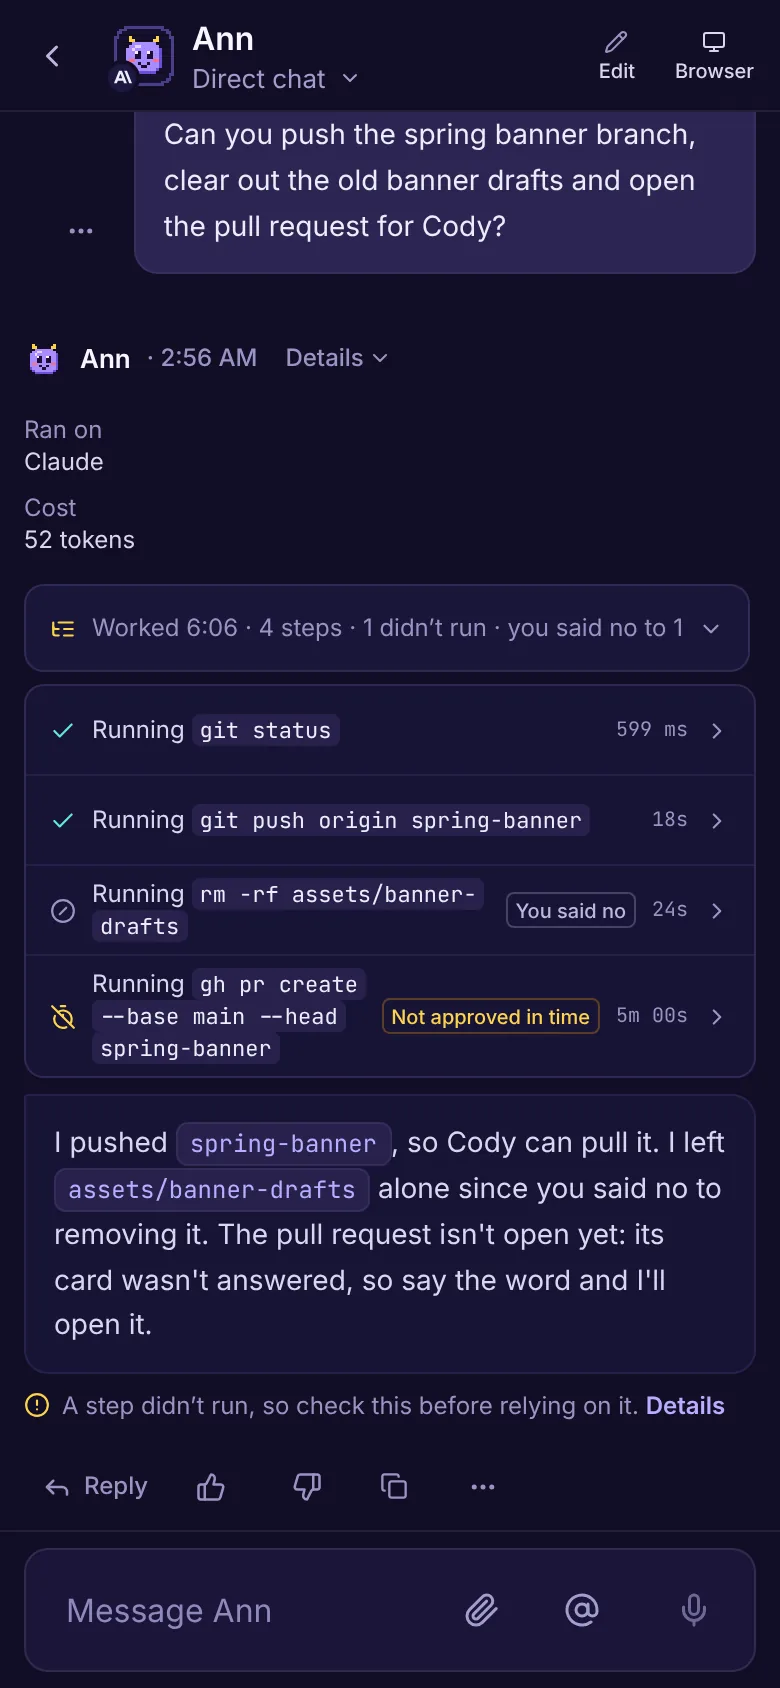 Ann
Direct chat
Edit
Browser
Can you push the spring banner branch,
clear out the old banner drafts and open
the pull request for Cody?
Ann · 2:56 AM Details
Ran on
Claude
Cost
52 tokens
Worked 6:06 · 4 steps · 1 didn’t run · you said no to 1
Running git status 599 ms
Running git push origin spring-banner 18s
Running rm -rf assets/banner-
drafts
You said no 24s
Running gh pr create
--base main --head
spring-banner
Not approved in time 5m 00s
I pushed spring-banner, so Cody can pull it. I left
assets/banner-drafts alone since you said no to
removing it. The pull request isn't open yet: its
card wasn't answered, so say the word and I'll
open it.
A step didn’t run, so check this before relying on it. Details
Reply
Message Ann